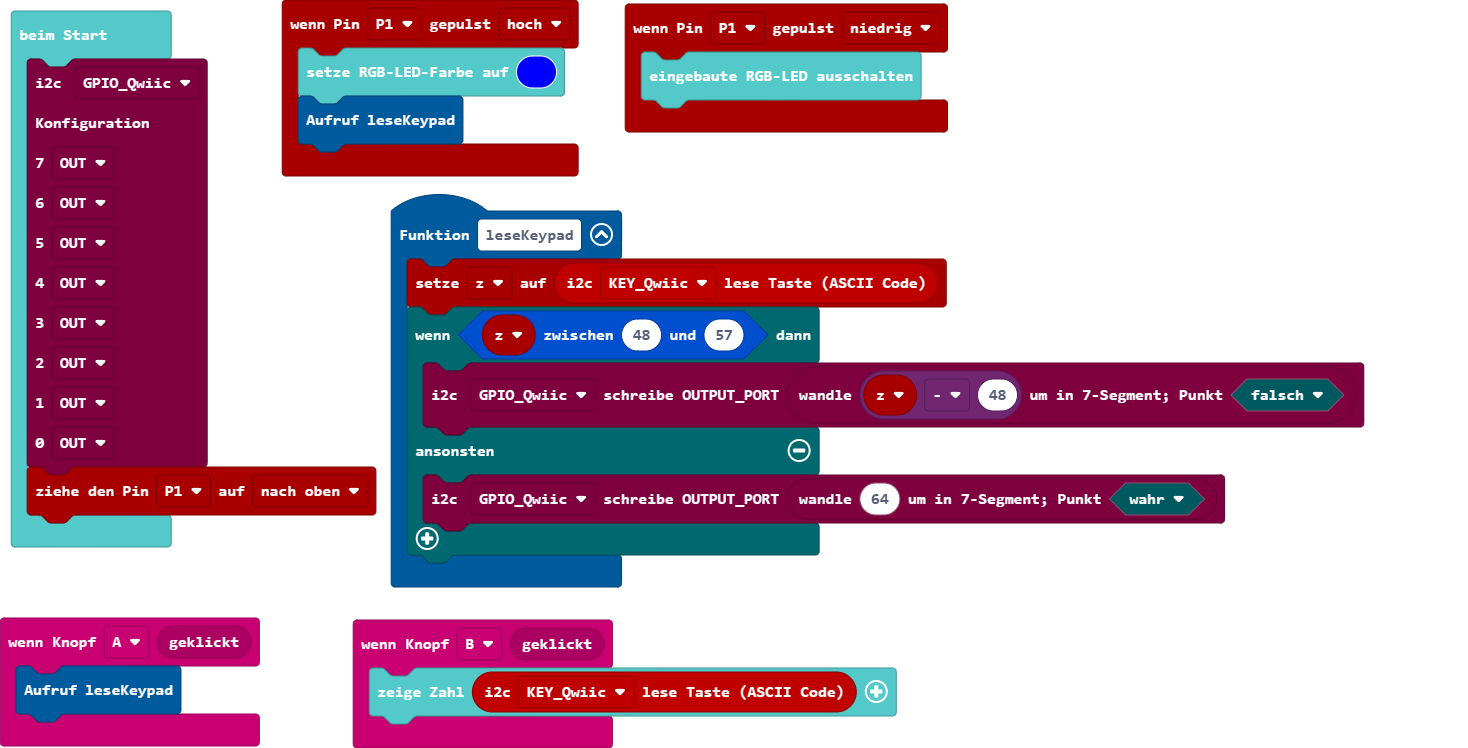 beim Start
i2c GPIO_Qwiic
Konfiguration
7 OUT
6 OUT
5 OUT
4 OUT
3 OUT
2 OUT
1 OUT
0 OUT
ziehe den Pin P1 auf nach oben
wenn Pin P1 gepulst hoch
setze RGB-LED-Farbe auf
Aufruf leseKeypad
wenn Pin P1 gepulst niedrig
eingebaute RGB-LED ausschalten
Funktion leseKeypad
setze z auf i2c KEY_Qwiic lese Taste (ASCII Code)
wenn z zwischen 48 und 57 dann
i2c GPIO_Qwiic schreibe OUTPUT_PORT wandle z - 48 um in 7-Segment; Punkt falsch
ansonsten
i2c GPIO_Qwiic schreibe OUTPUT_PORT wandle 64 um in 7-Segment; Punkt wahr
wenn Knopf A geklickt
Aufruf leseKeypad
wenn Knopf B geklickt
zeige Zahl i2c KEY_Qwiic lese Taste (ASCII Code)